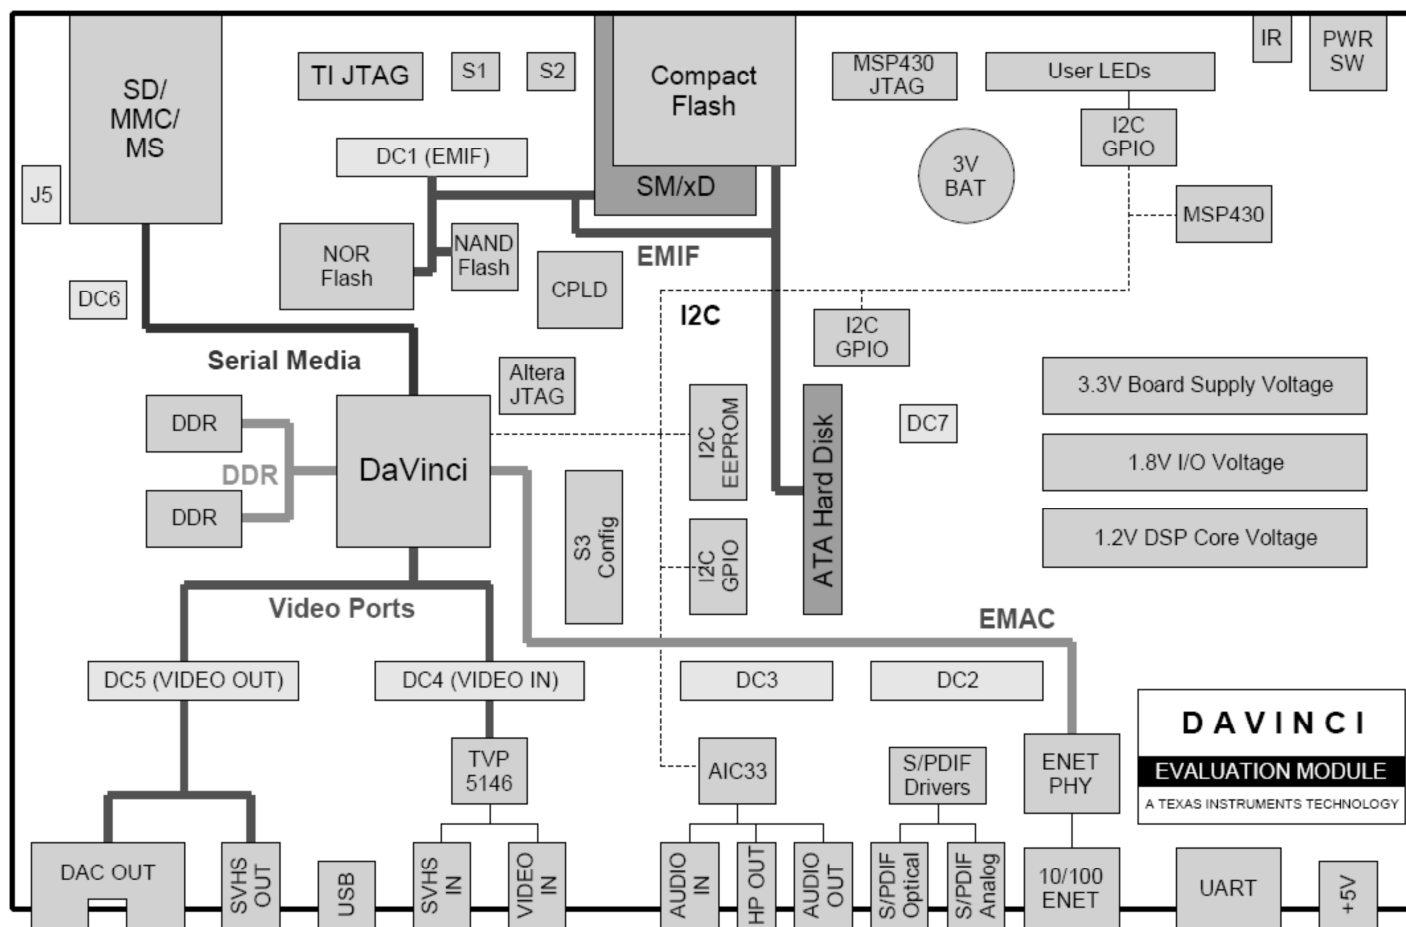 SD/
MMC/
MS
TI JTAG
S1
S2
Compact
Flash
MSP430
JTAG
User LEDs
IR
PWR
SW
I2C
GPIO
DC1 (EMIF)
3V
BAT
J5
SM/xD
MSP430
NOR
Flash
NAND
Flash
EMIF
CPLD
DC6
I2C
I2C
GPIO
Serial Media
Altera
JTAG
3.3V Board Supply Voltage
DDR
I2C
EEPROM
ATA Hard Disk
DC7
DDR
DaVinci
1.8V I/O Voltage
DDR
S3
Config
I2C
GPIO
1.2V DSP Core Voltage
Video Ports
EMAC
DC5 (VIDEO OUT)
DC4 (VIDEO IN)
DC3
DC2
DAVINCI
EVALUATION MODULE
A TEXAS INSTRUMENTS TECHNOLOGY
TVP
5146
AIC33
S/PDIF
Drivers
ENET
PHY
DAC OUT
SVHS
OUT
USB
SVHS
IN
VIDEO
IN
AUDIO
IN
HP OUT
AUDIO
OUT
S/PDIF
Optical
S/PDIF
Analog
10/100
ENET
UART
+5V